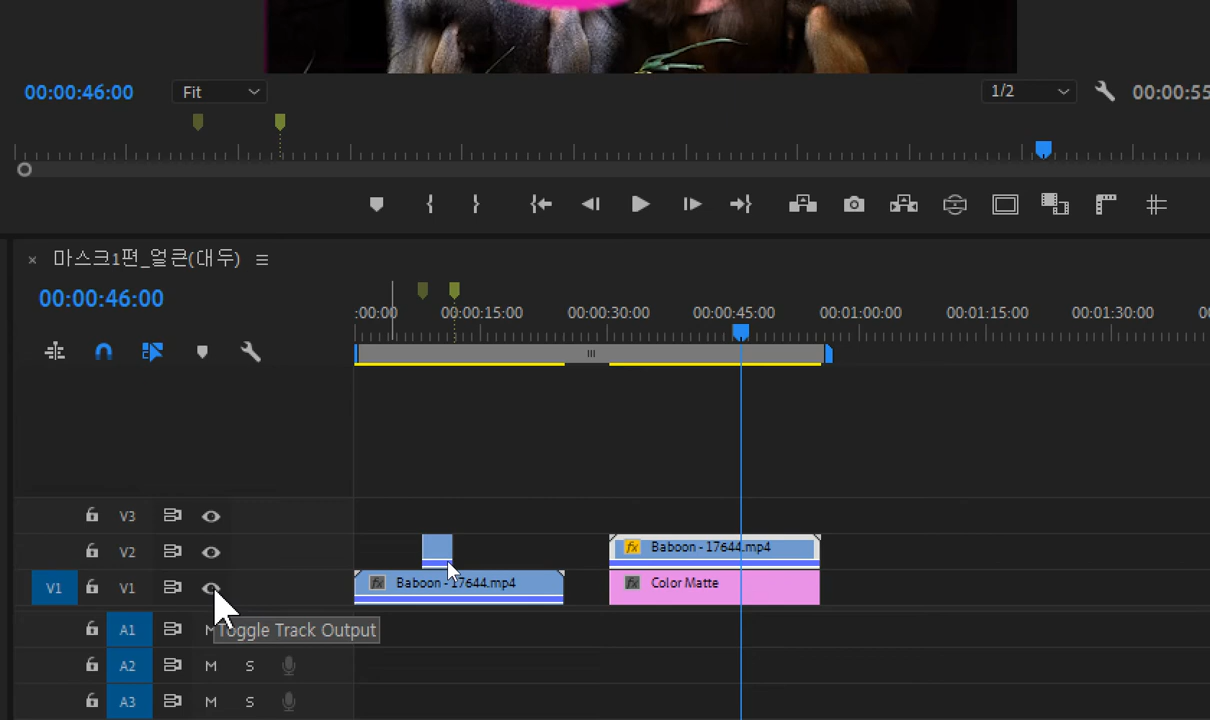 00:00:46:00 Fit 1/2 00:00:55
마스크1편_얼큰(대두)
00:00:46:00
:00:00 00:00:15:00 00:00:30:00 00:00:45:00 00:01:00:00 00:01:15:00 00:01:30:00
V3
V2 fx Baboon - 17644.mp4
V1 V1 fx Baboon - 17644.mp4 fx Color Matte
A1 M Toggle Track Output
A2 M S
A3 M S